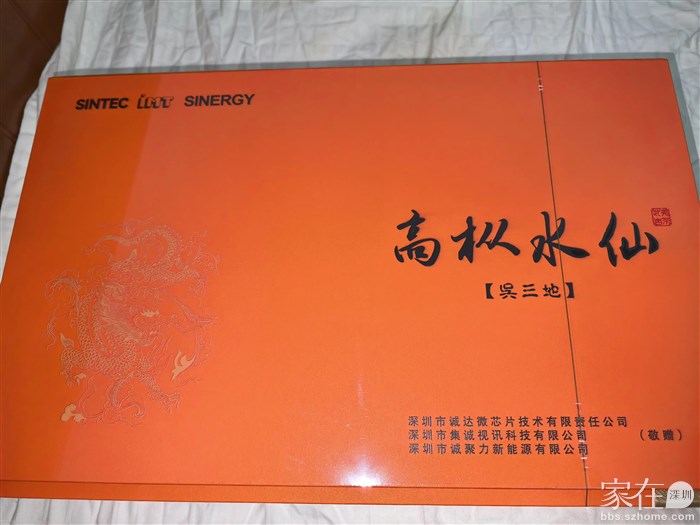 SINTEC iMT SINERGY
高枞水仙
【吳三地】
深圳市诚达微芯片技术有限责任公司
深圳市集诚视讯科技有限公司 （敬赠）
深圳市诚聚力新能源有限公司
家在 深圳
bbs.szhome.com